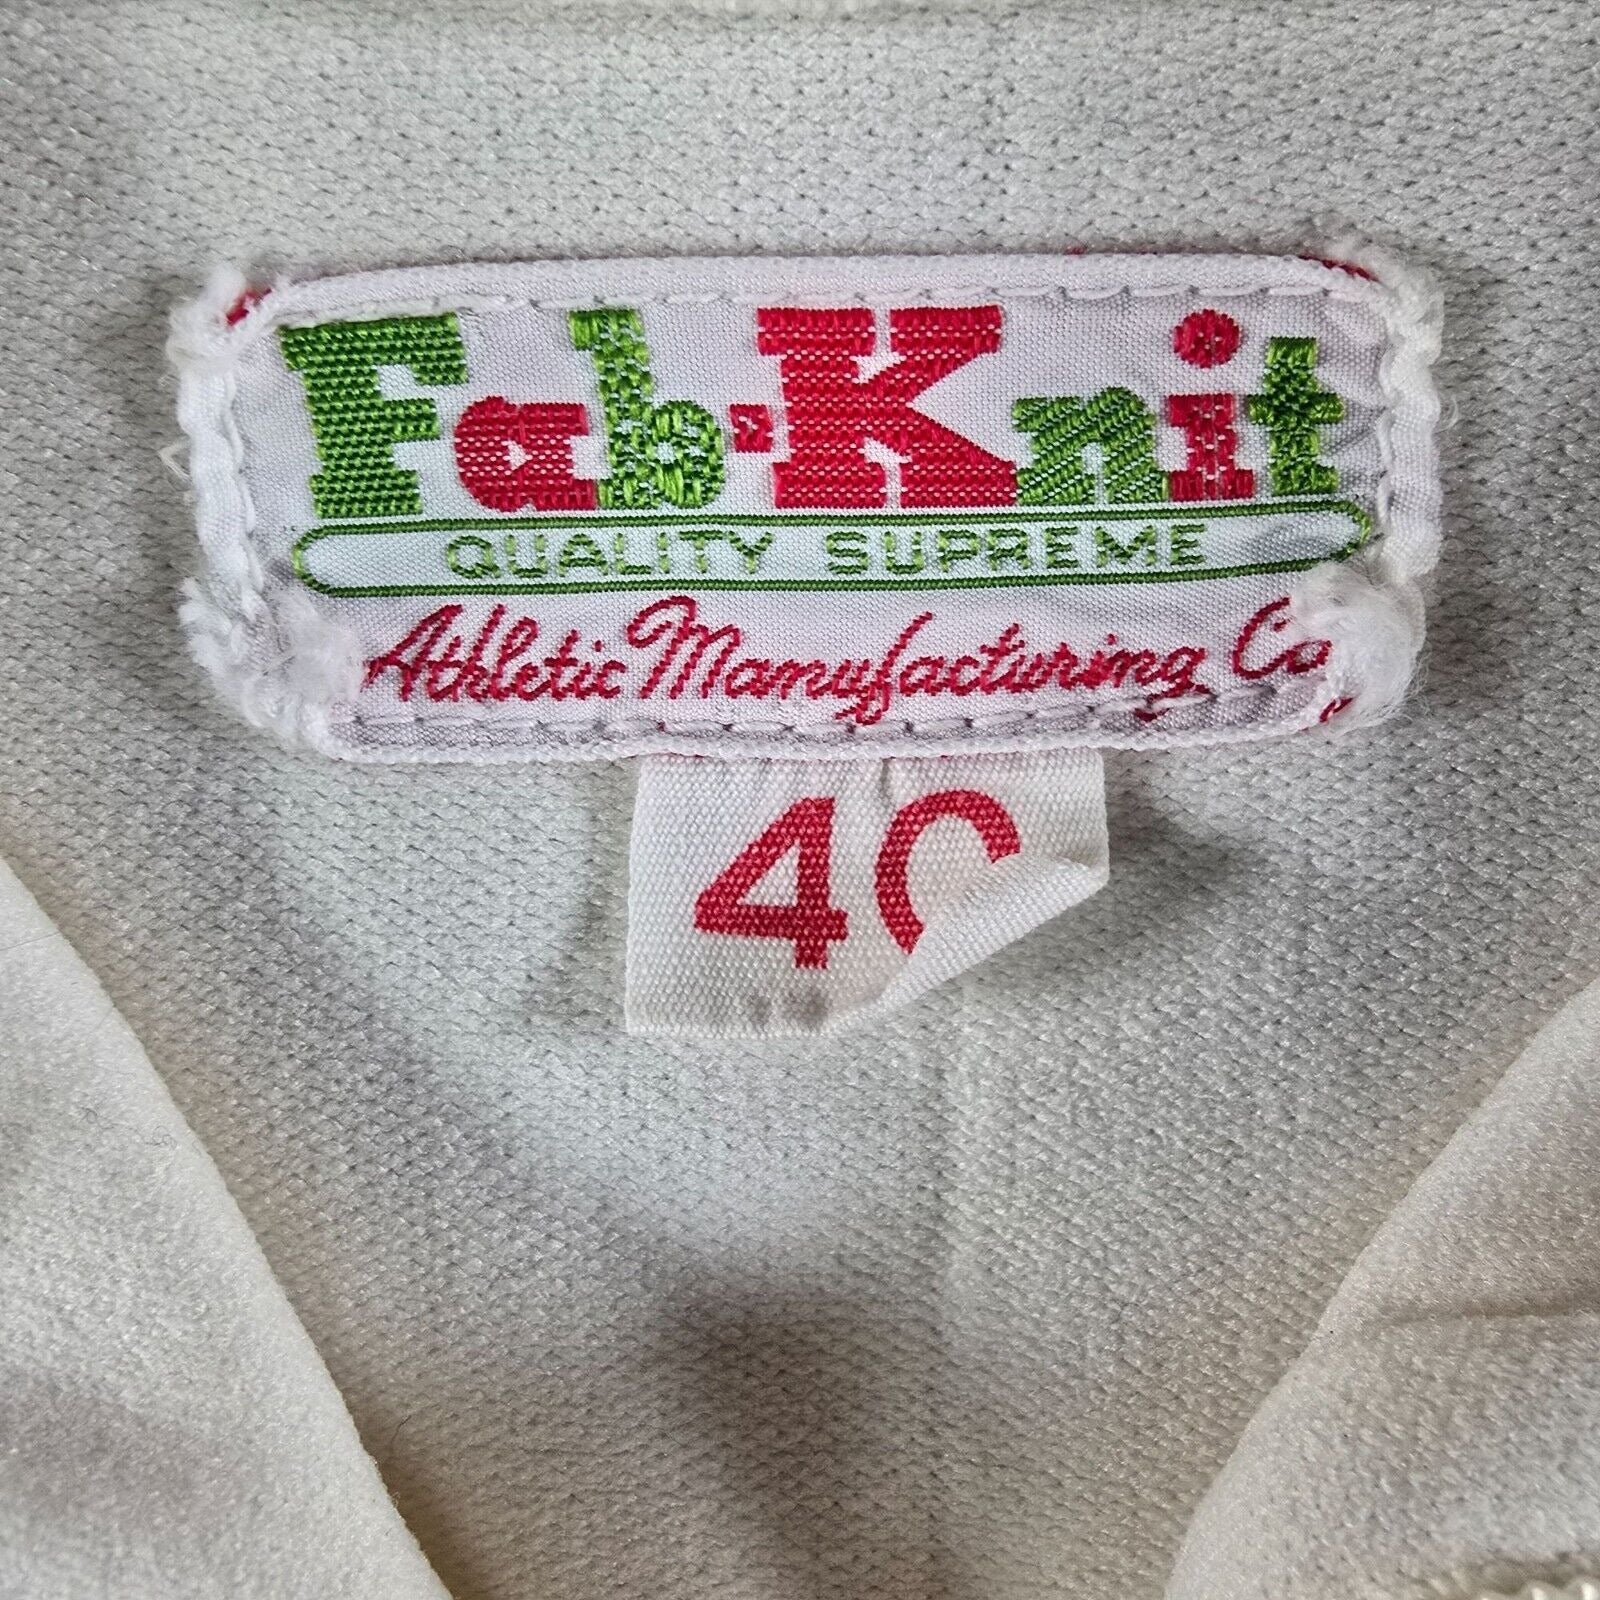 Fab-Knit
QUALITY SUPREME
Athletic Manufacturing Co
40